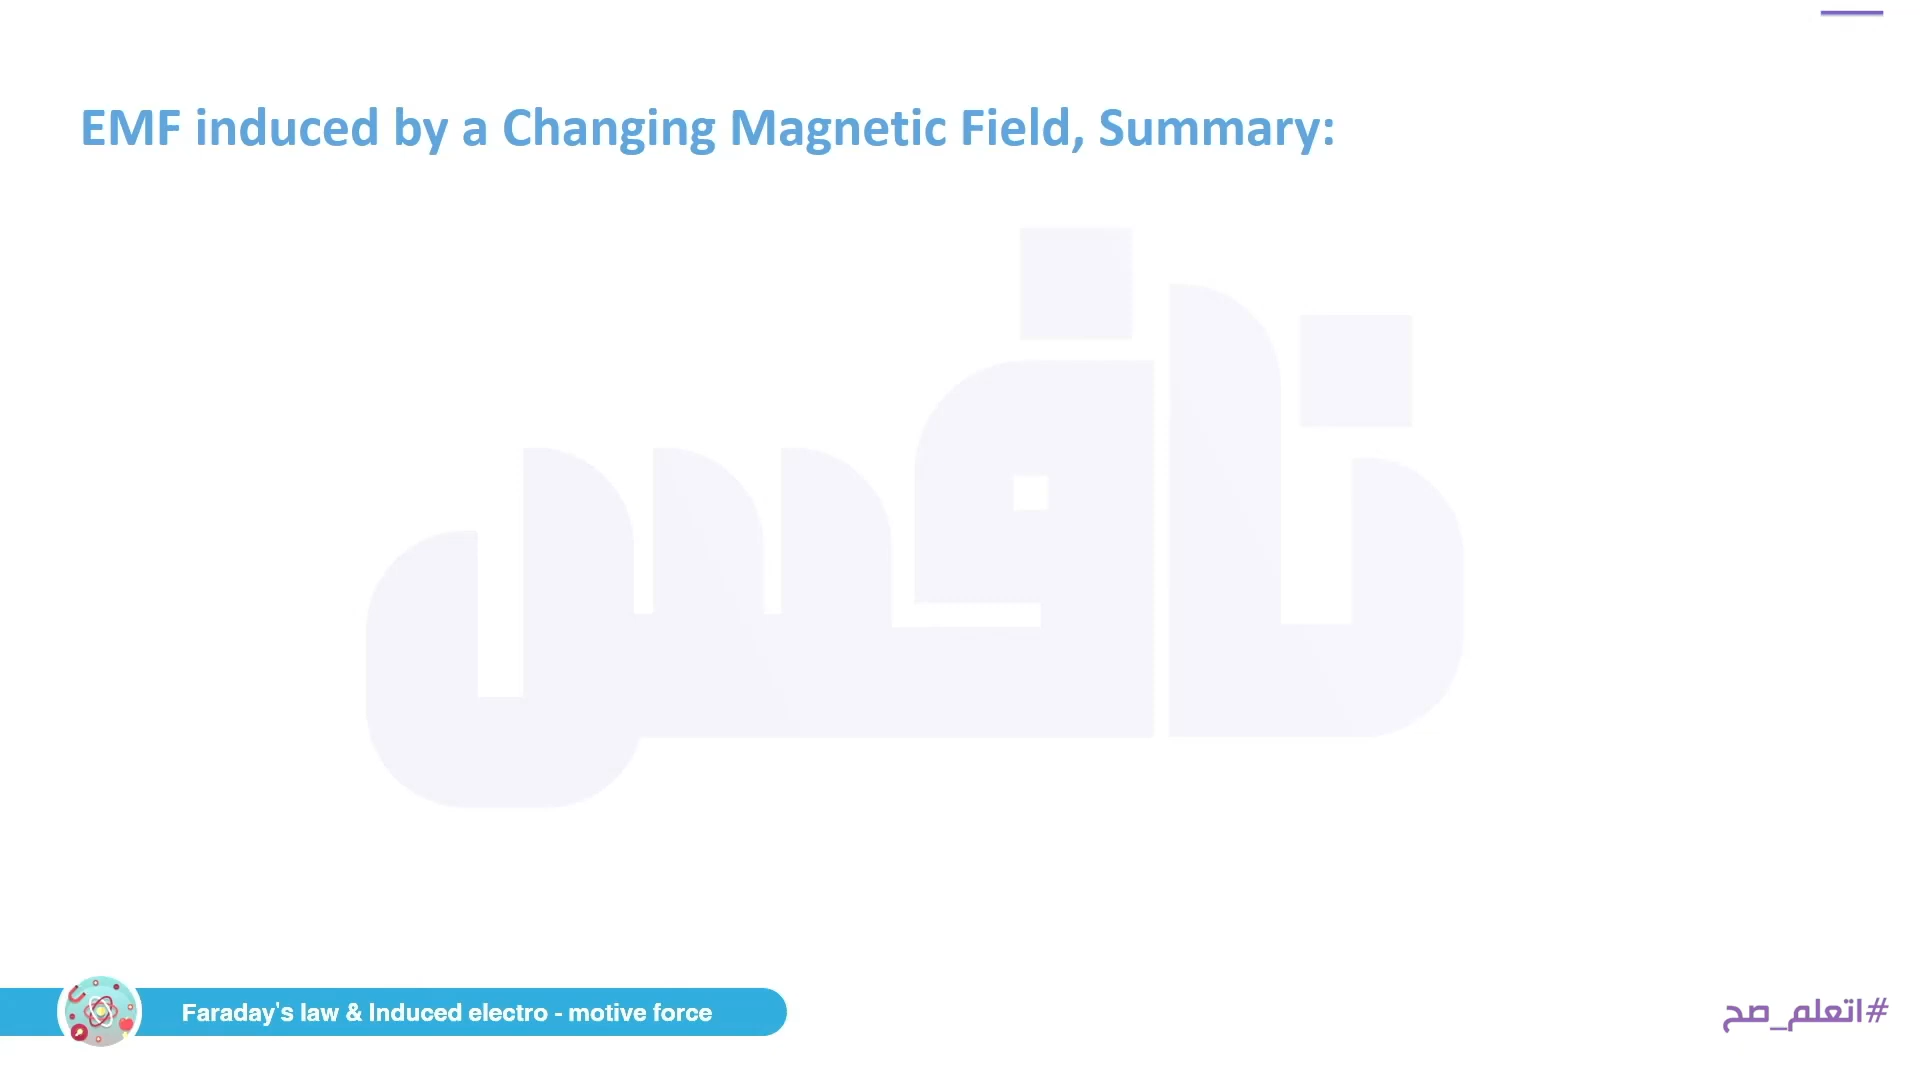 EMF induced by a Changing Magnetic Field, Summary:
نافس
Faraday's law & Induced electro - motive force
#اتعلم_صح